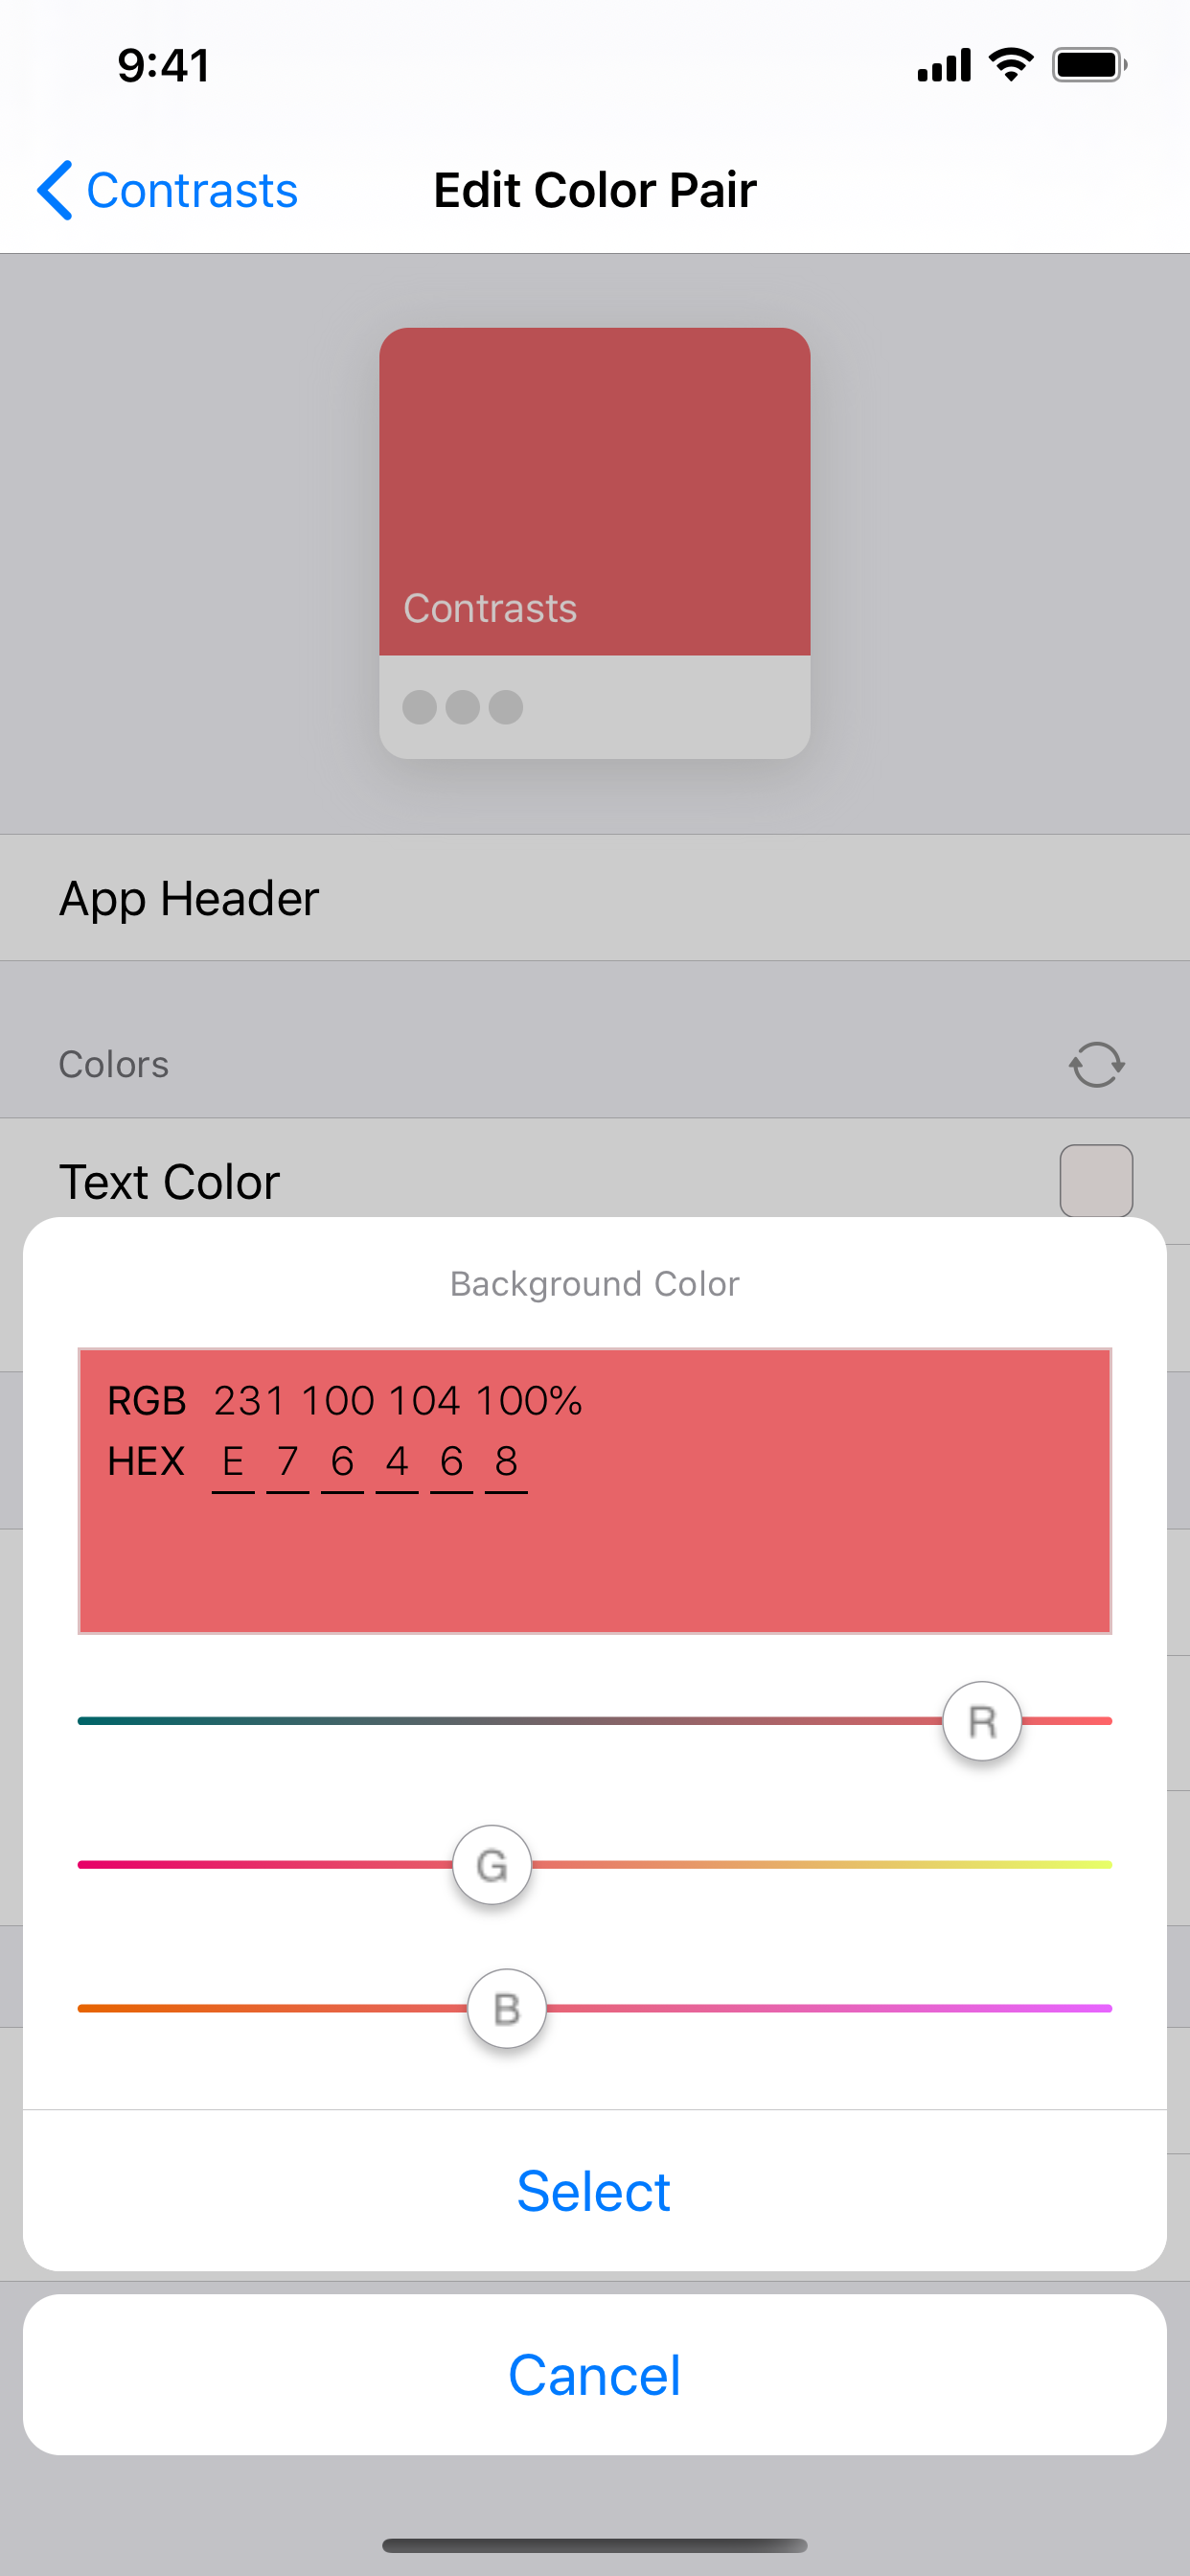 9:41
Contrasts
Edit Color Pair
Contrasts
App Header
Colors
Text Color
Background Color
RGB 231 100 104 100%
HEX E 7 6 4 6 8
R
G
B
Select
Cancel